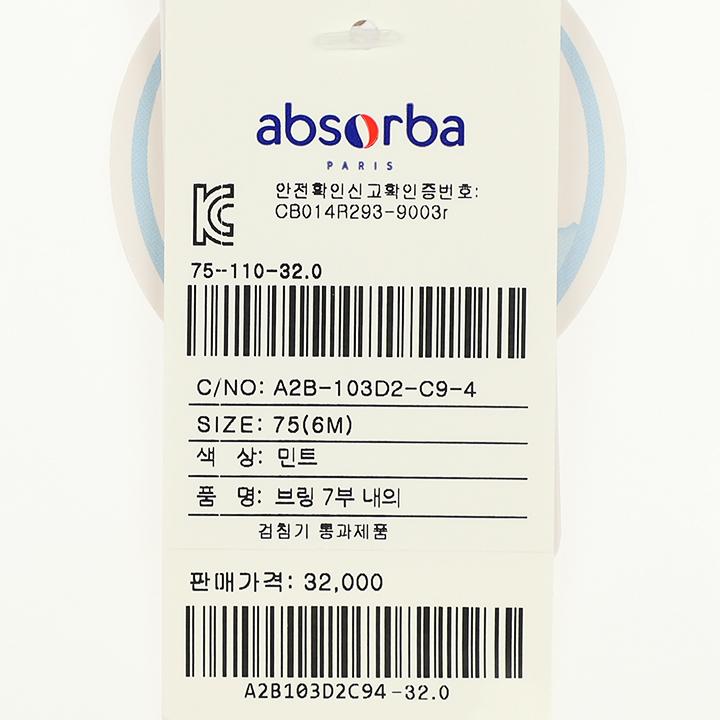 absorba
PARIS
안전확인신고확인증번호:
CB014R293-9003r
75--110-32.0
C/NO: A2B-103D2-C9-4
SIZE: 75(6M)
색 상: 민트
품 명: 브링 7부 내의
검침기 통과제품
판매가격: 32,000
A2B103D2C94-32.0